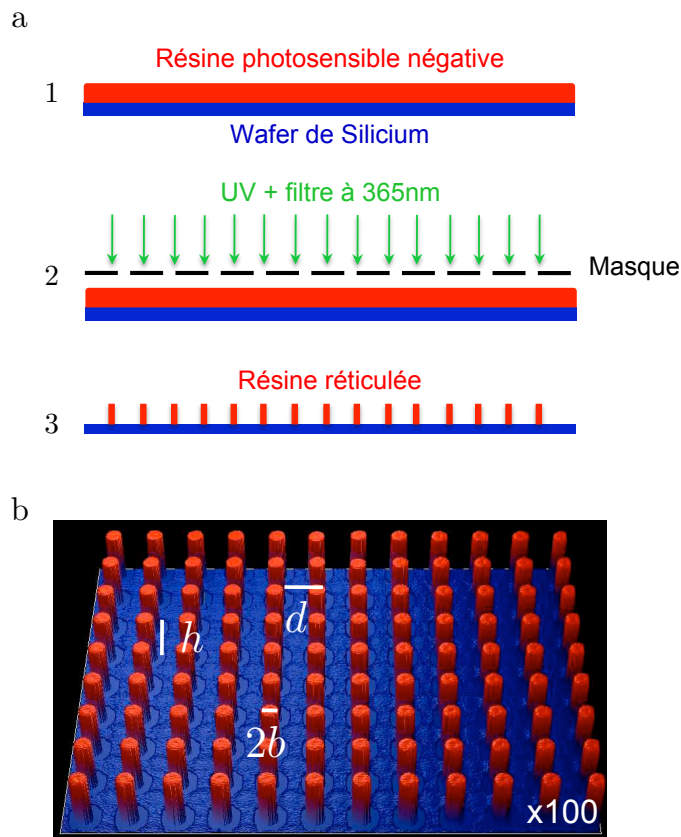 a
Résine photosensible négative
1
Wafer de Silicium
UV + filtre à 365nm
2
Masque
Résine réticulée
3
b
d
h
2b
x100